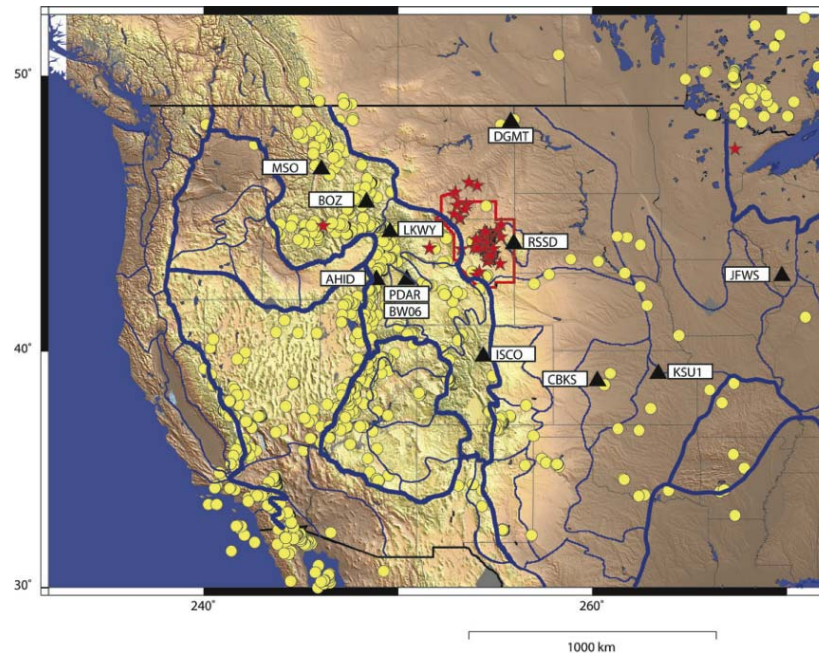 50°
DGMT
MSO
BOZ
LKWY
RSSD
AHID
PDAR
BW06
JFWS
40°
ISCO
CBKS
KSU1
30°
240°
260°
1000 km